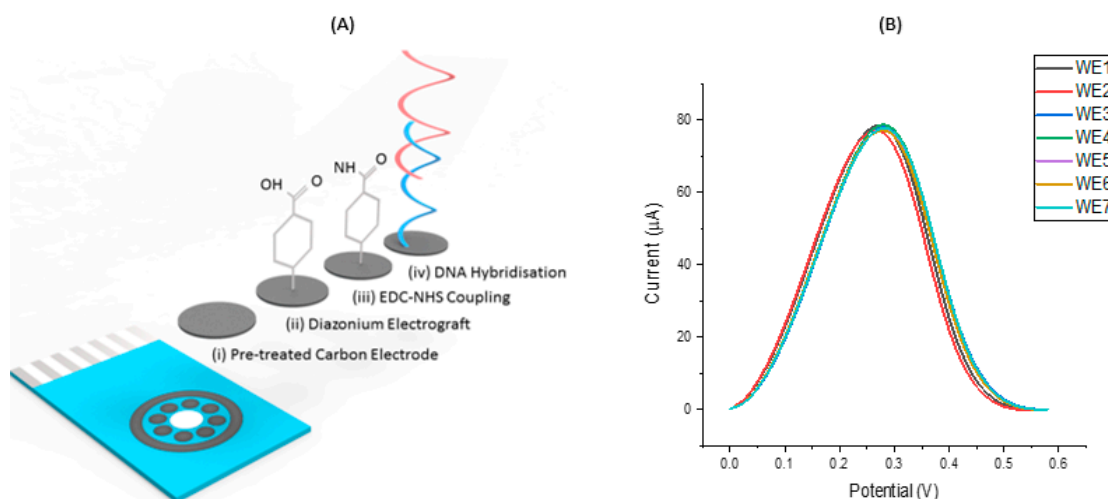 (A)
OH
O
NH
O
(iv) DNA Hybridisation
(iii) EDC-NHS Coupling
(ii) Diazonium Electrograft
(i) Pre-treated Carbon Electrode
(B)
WE1
WE2
WE3
WE4
WE5
WE6
WE7
Current (µA)
80
60
40
20
0
0.0 0.1 0.2 0.3 0.4 0.5 0.6
Potential (V)